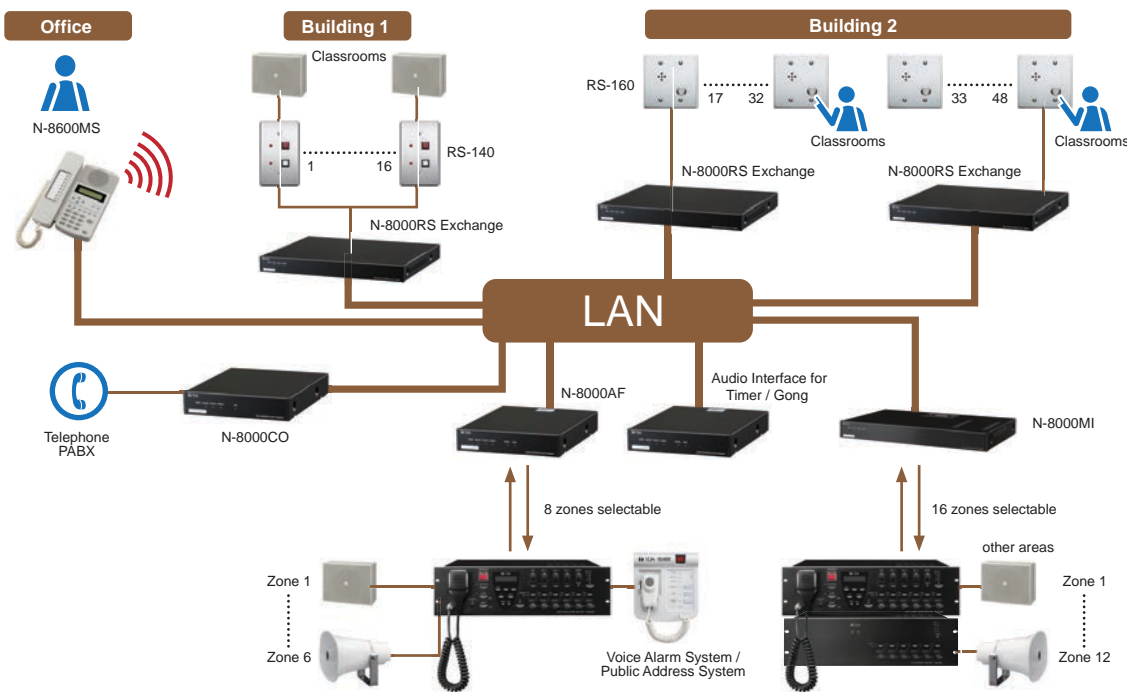 Office
Building 1
Building 2
Classrooms
RS-160
17
32
33
48
N-8600MS
Classrooms
Classrooms
1
16
RS-140
N-8000RS Exchange
N-8000RS Exchange
N-8000RS Exchange
LAN
Telephone
PABX
N-8000CO
N-8000AF
Audio Interface for
Timer / Gong
N-8000MI
8 zones selectable
16 zones selectable
other areas
Zone 1
Zone 6
Zone 1
Zone 12
Voice Alarm System /
Public Address System